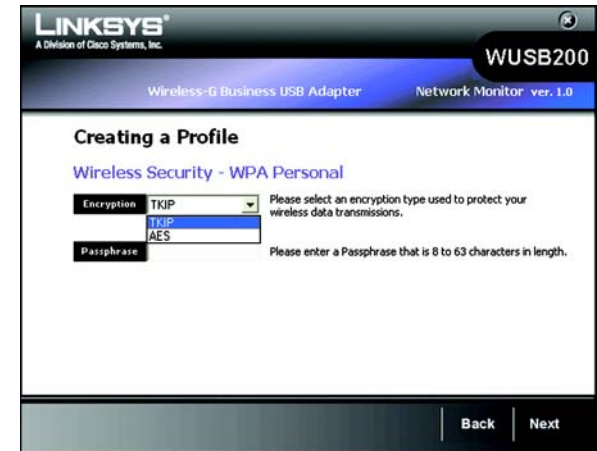 LINKSYS®
A Division of Cisco Systems, Inc.
WUSB200
Wireless-G Business USB Adapter
Network Monitor ver. 1.0
Creating a Profile
Wireless Security - WPA Personal
Encryption TKIP
Please select an encryption type used to protect your
wireless data transmissions.
TKIP
AES
Passphrase
Please enter a Passphrase that is 8 to 63 characters in length.
Back Next